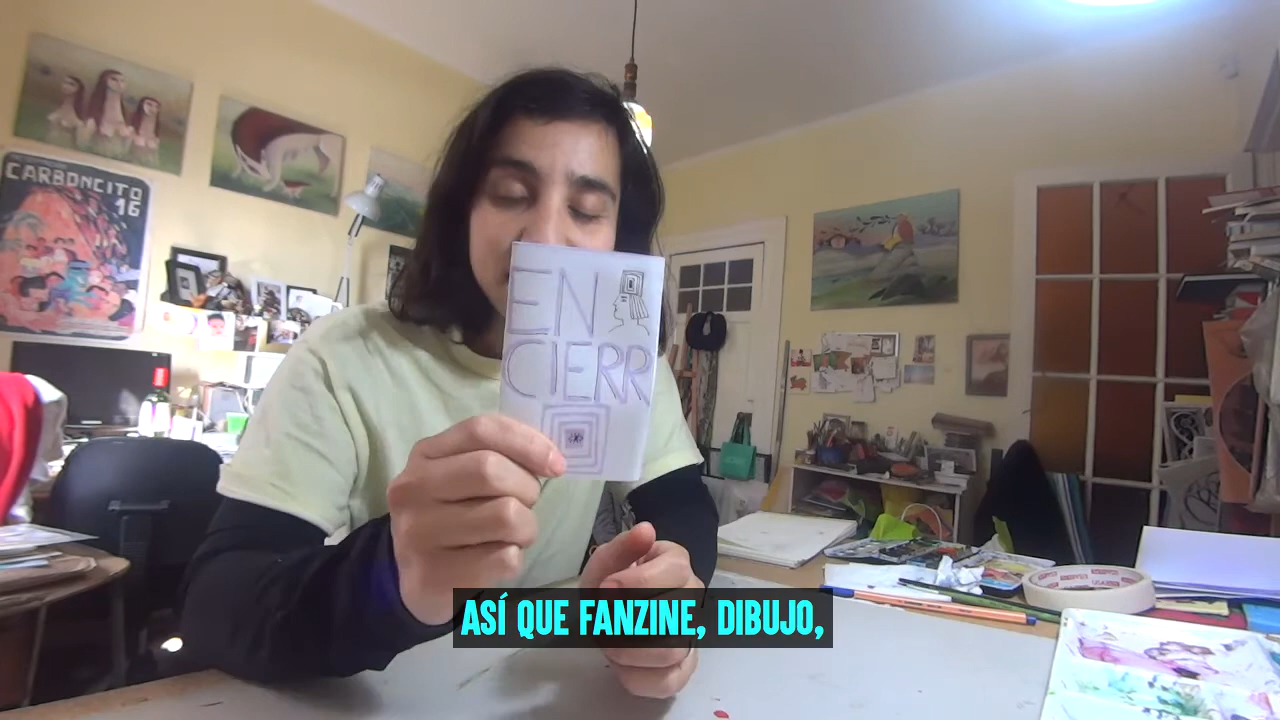 CARBONCITO
16
EN
CIERR
ASÍ QUE FANZINE, DIBUJO,